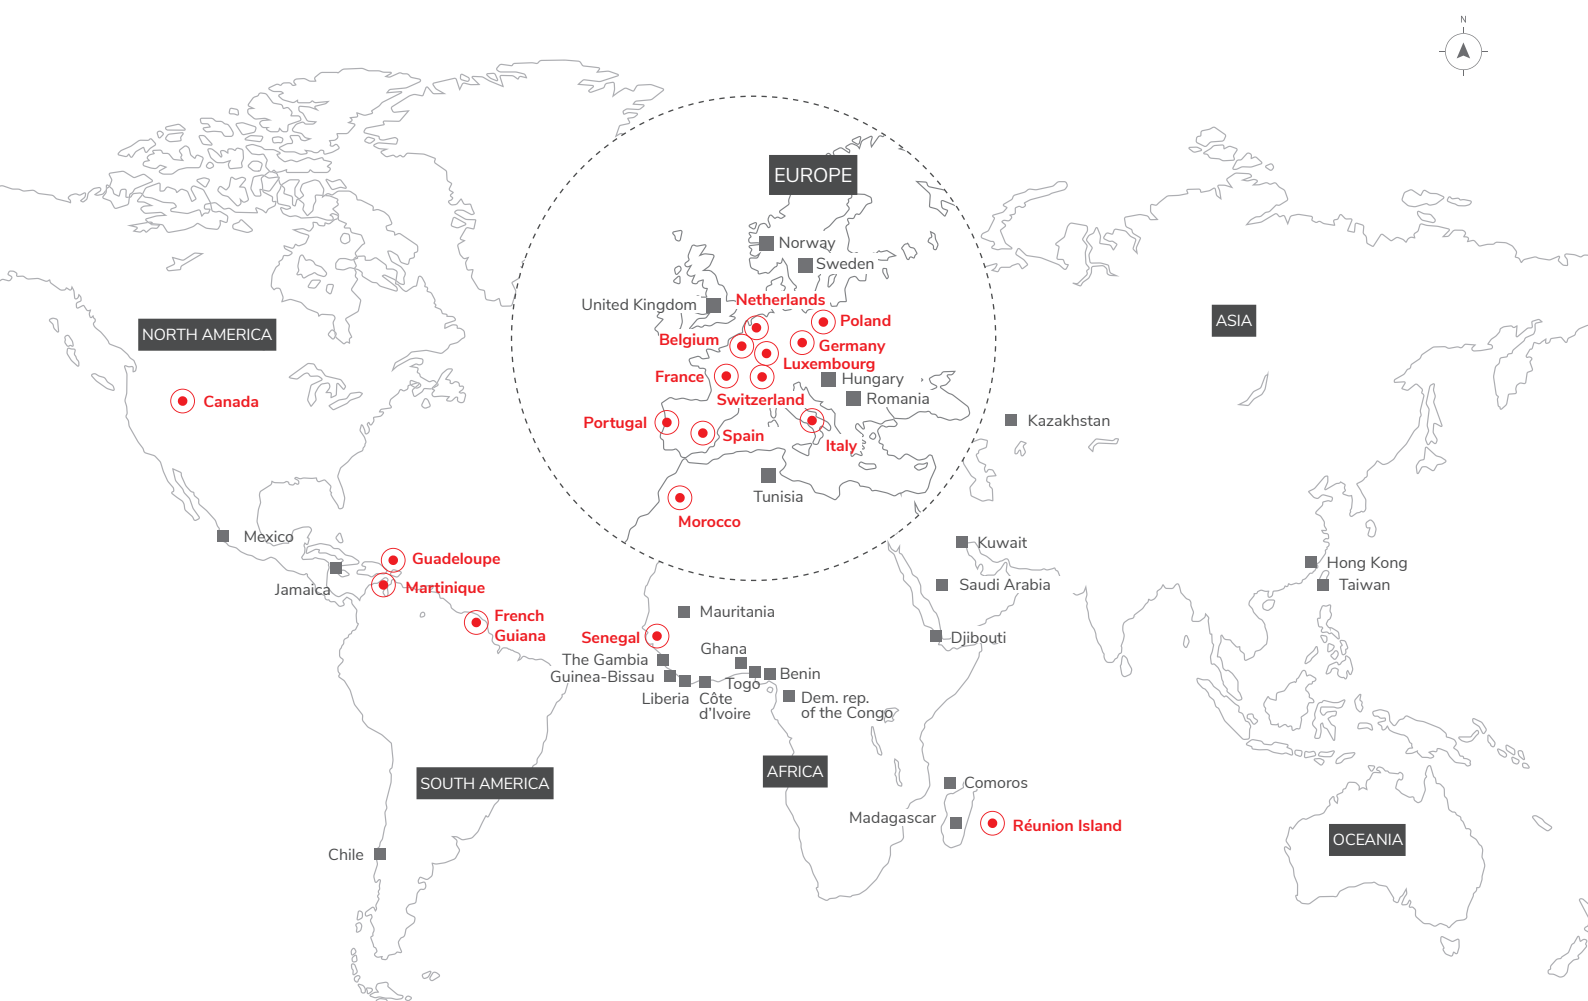 N
EUROPE
Norway
Sweden
United Kingdom
Netherlands
Poland
Belgium
Germany
Luxembourg
France
Hungary
Switzerland
Romania
Portugal
Spain
Italy
Tunisia
Morocco
NORTH AMERICA
Canada
Mexico
Guadeloupe
Jamaica
Martinique
French
Guiana
ASIA
Kazakhstan
Kuwait
Saudi Arabia
Hong Kong
Taiwan
Djibouti
Mauritania
Senegal
The Gambia
Guinea-Bissau
Ghana
Togo
Benin
Liberia
Côte
d'Ivoire
Dem. rep.
of the Congo
SOUTH AMERICA
AFRICA
Comoros
Madagascar
Réunion Island
OCEANIA
Chile